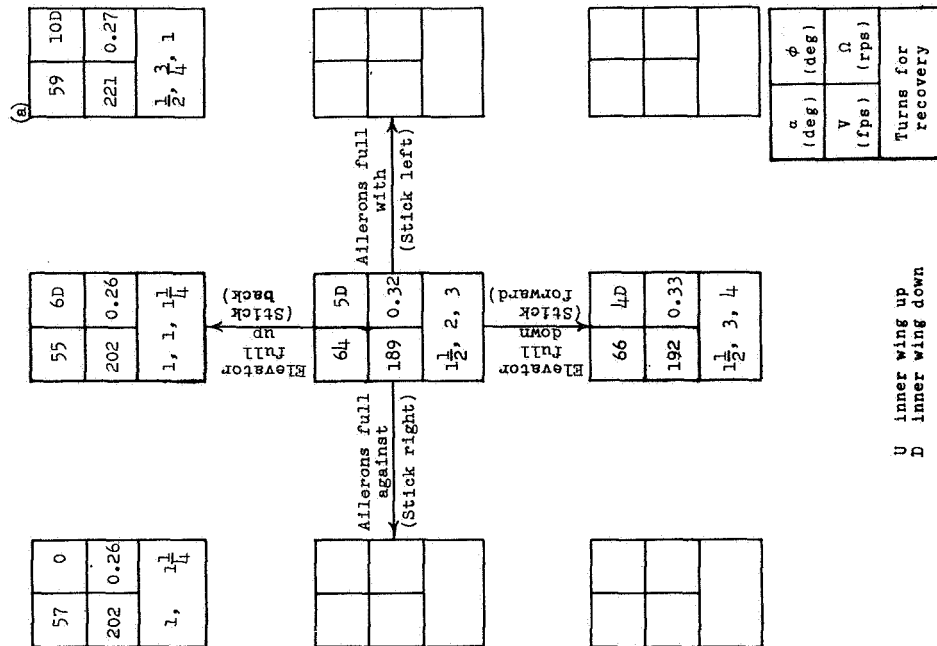 (a)
57 0
202 0.26
1, 1 1/4
55 6D
202 0.26
1, 1, 1 1/4
59 10D
221 0.27
1/2, 3/4, 1
Elevator
full
up
(Stick
back)
Ailerons full
against
(Stick right)
64 5D
189 0.32
1 1/2, 2, 3
Ailerons full
with
(Stick left)
Elevator
full
down
(Stick
forward)
66 4D
192 0.33
1 1/2, 3, 4
U inner wing up
D inner wing down
α (deg) φ (deg)
V (fps) Ω (rps)
Turns for
recovery